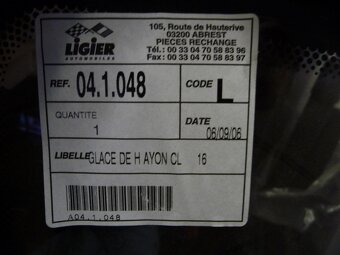 LIGIER
AUTOMOBILES
105, Route de Hauterive
03200 ABREST
PIECES RECHANGE
Tél. : 00 33 04 70 58 83 96
Fax : 00 33 04 70 58 83 97
REF. 04.1.048
CODE L
QUANTITE
1
DATE
06/09/06
LIBELLE GLACE DE H AYON CL 16
A04.1.048